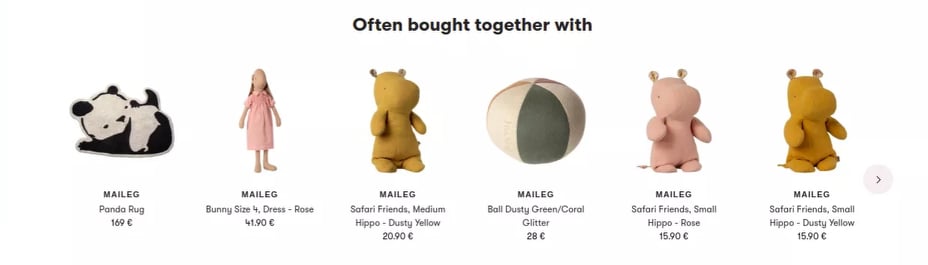 Often bought together with
MAILEG
Panda Rug
169 €
MAILEG
Bunny Size 4, Dress - Rose
41.90 €
MAILEG
Safari Friends, Medium
Hippo - Dusty Yellow
20.90 €
MAILEG
Ball Dusty Green/Coral
Glitter
28 €
MAILEG
Safari Friends, Small
Hippo - Rose
15.90 €
MAILEG
Safari Friends, Small
Hippo - Dusty Yellow
15.90 €